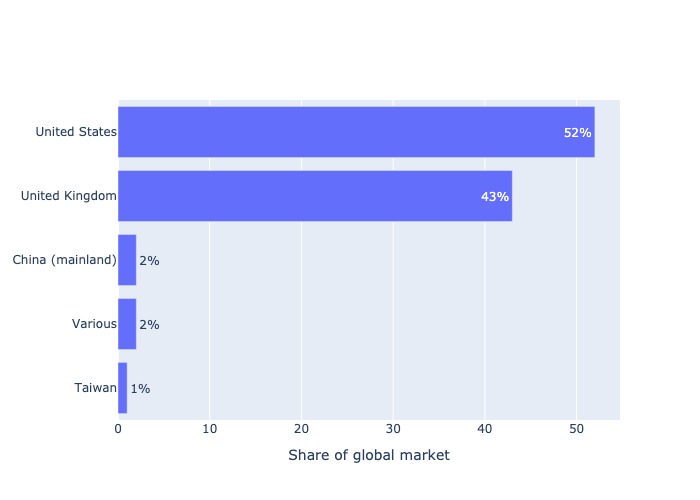 United States 52%
United Kingdom 43%
China (mainland) 2%
Various 2%
Taiwan 1%
0 10 20 30 40 50
Share of global market